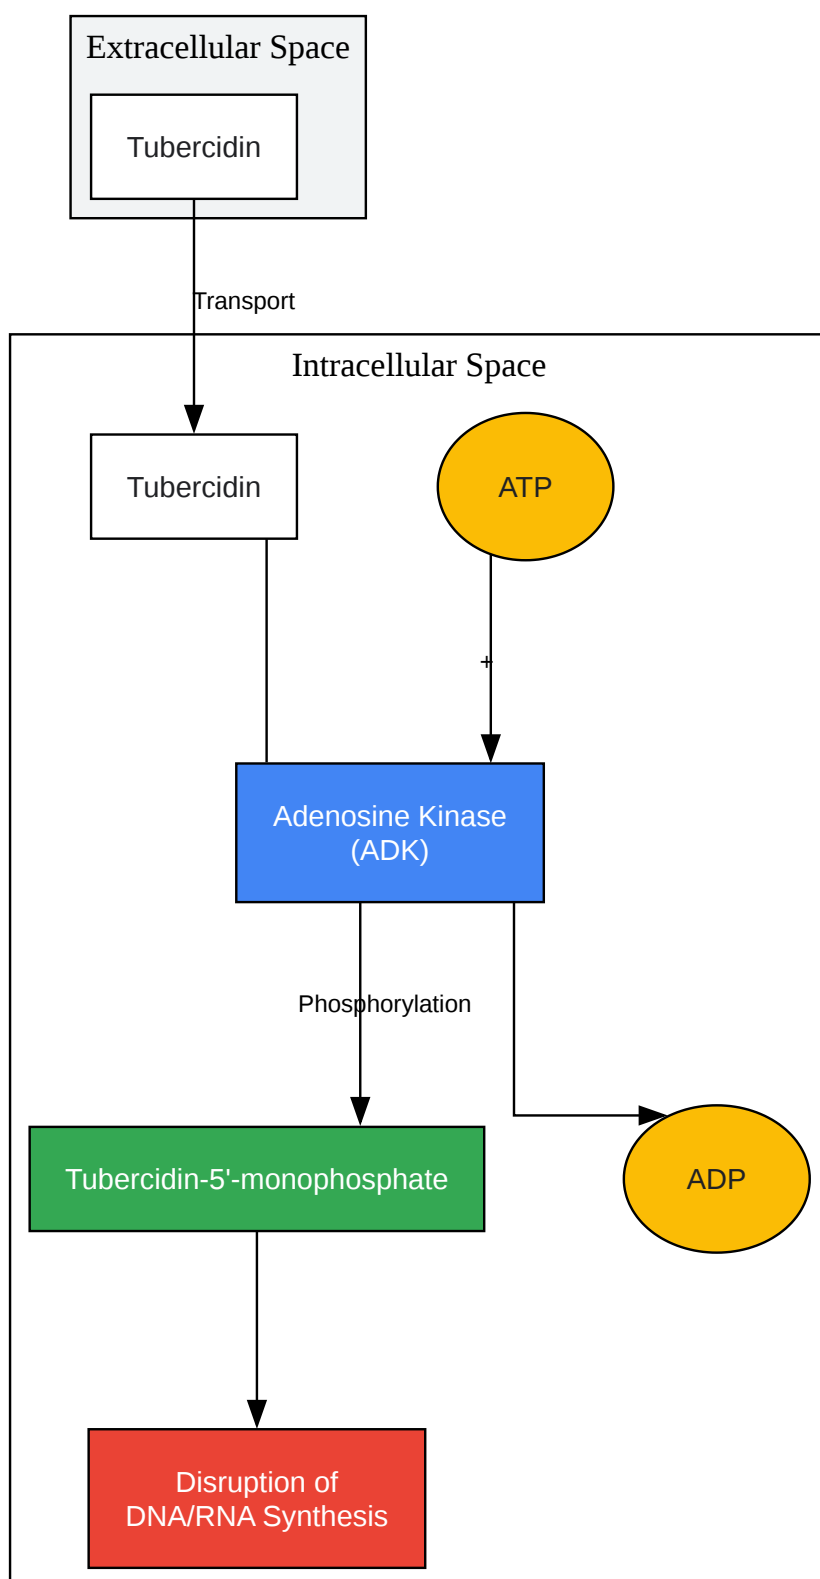 Extracellular Space
Tubercidin
Transport
Intracellular Space
Tubercidin
ATP
+
Adenosine Kinase
(ADK)
Phosphorylation
Tubercidin-5'-monophosphate
ADP
Disruption of
DNA/RNA Synthesis